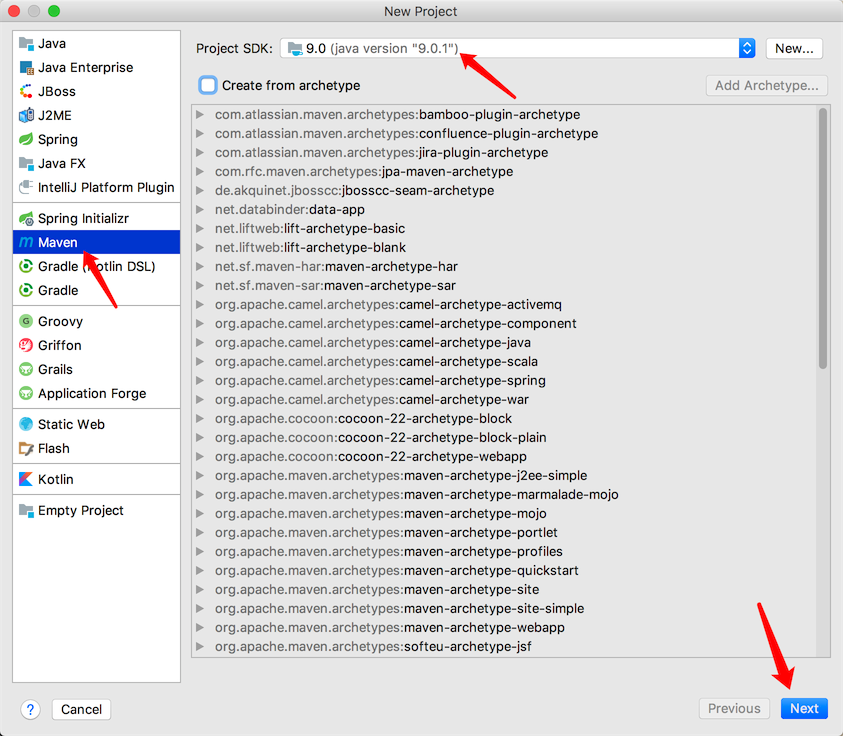 New Project
Java
Java Enterprise
JBoss
J2ME
Spring
Java FX
IntelliJ Platform Plugin
Spring Initializr
Maven
Gradle (Kotlin DSL)
Gradle
Groovy
Griffon
Grails
Application Forge
Static Web
Flash
Kotlin
Empty Project
Project SDK: 9.0 (java version "9.0.1") New...
Create from archetype Add Archetype...
com.atlassian.maven.archetypes:bamboo-plugin-archetype
com.atlassian.maven.archetypes:confluence-plugin-archetype
com.atlassian.maven.archetypes:jira-plugin-archetype
com.rfc.maven.archetypes:jpa-maven-archetype
de.akquinet.jbosscc:jbosscc-seam-archetype
net.databinder:data-app
net.liftweb:lift-archetype-basic
net.liftweb:lift-archetype-blank
net.sf.maven-har:maven-archetype-har
net.sf.maven-sar:maven-archetype-sar
org.apache.camel.archetypes:camel-archetype-activemq
org.apache.camel.archetypes:camel-archetype-component
org.apache.camel.archetypes:camel-archetype-java
org.apache.camel.archetypes:camel-archetype-scala
org.apache.camel.archetypes:camel-archetype-spring
org.apache.camel.archetypes:camel-archetype-war
org.apache.cocoon:cocoon-22-archetype-block
org.apache.cocoon:cocoon-22-archetype-block-plain
org.apache.cocoon:cocoon-22-archetype-webapp
org.apache.maven.archetypes:maven-archetype-j2ee-simple
org.apache.maven.archetypes:maven-archetype-marmalade-mojo
org.apache.maven.archetypes:maven-archetype-mojo
org.apache.maven.archetypes:maven-archetype-portlet
org.apache.maven.archetypes:maven-archetype-profiles
org.apache.maven.archetypes:maven-archetype-quickstart
org.apache.maven.archetypes:maven-archetype-site
org.apache.maven.archetypes:maven-archetype-site-simple
org.apache.maven.archetypes:maven-archetype-webapp
org.apache.maven.archetypes:softeu-archetype-jsf
? Cancel Previous Next